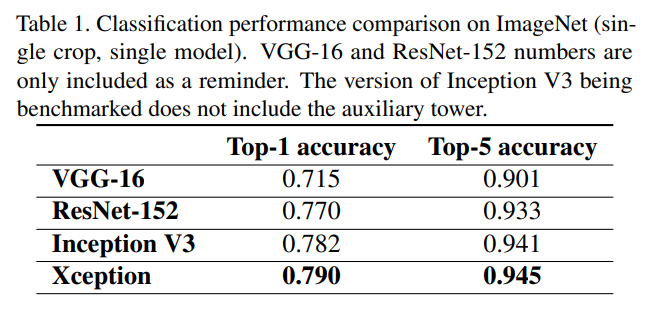 Table 1. Classification performance comparison on ImageNet (sin-
gle crop, single model). VGG-16 and ResNet-152 numbers are
only included as a reminder. The version of Inception V3 being
benchmarked does not include the auxiliary tower.
Top-1 accuracy Top-5 accuracy
VGG-16 0.715 0.901
ResNet-152 0.770 0.933
Inception V3 0.782 0.941
Xception 0.790 0.945